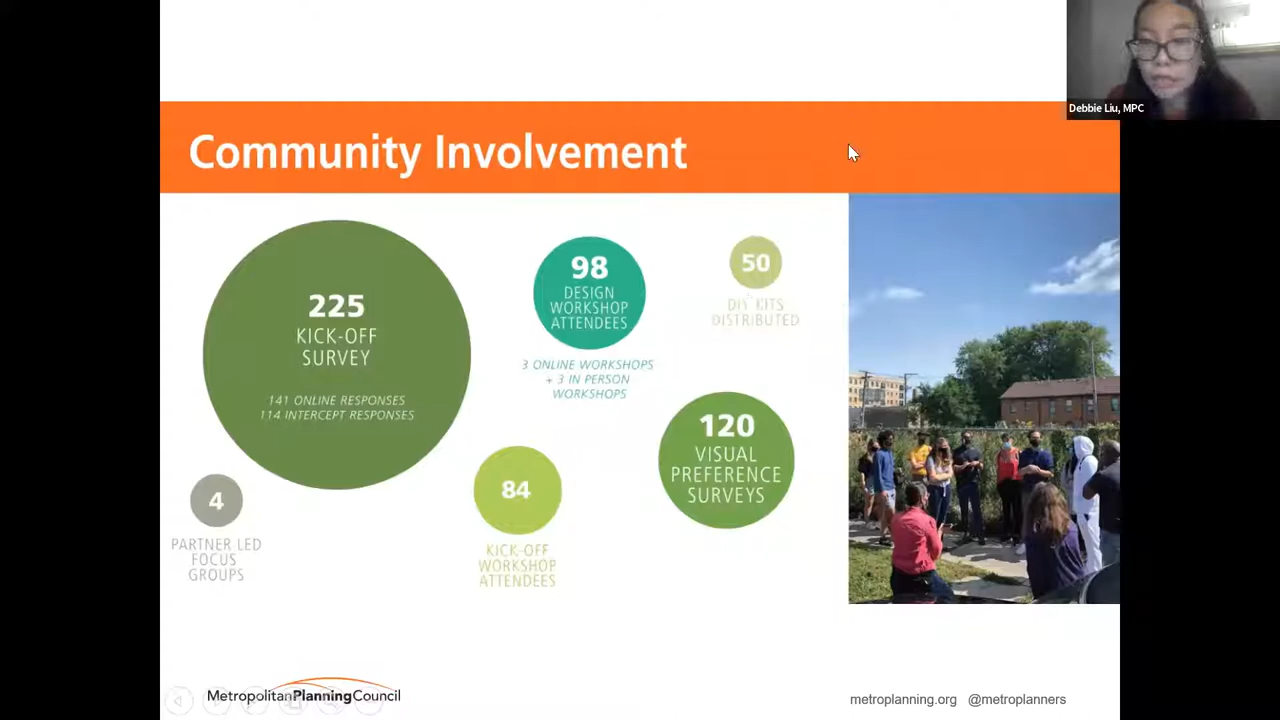 Debbie Liu, MPC
Community Involvement
225
KICK-OFF
SURVEY
141 ONLINE RESPONSES
114 INTERCEPT RESPONSES
98
DESIGN
WORKSHOP
ATTENDEES
3 ONLINE WORKSHOPS
+ 3 IN PERSON
WORKSHOPS
50
DIY KITS
DISTRIBUTED
120
VISUAL
PREFERENCE
SURVEYS
4
PARTNER LED
FOCUS
GROUPS
84
KICK-OFF
WORKSHOP
ATTENDEES
MetropolitanPlanningCouncil
metroplanning.org @metroplanners